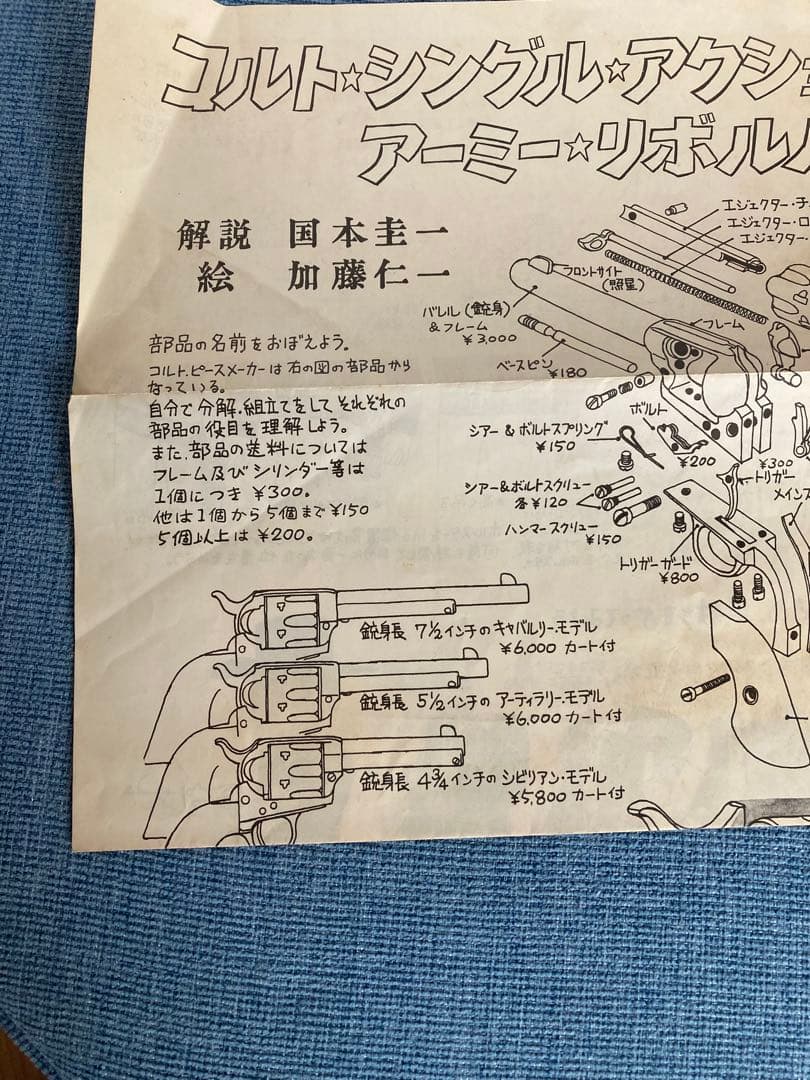 コルト☆シングル☆アクショ
アーミー☆リボル
解説 国本圭一
絵 加藤仁一
部品の名前をおぼえよう。
コルト.ピースメーカーは右の図の部品から
なっている。
自分で分解.組立てをしてそれぞれの
部品の役目を理解しよう。
また.部品の送料については
フレーム及びシリンダー等は
1個につき ¥300。
他は1個から5個まで¥150
5個以上は ¥200。
エジェクター・チ
エジェクター・ロ
エジェクター・
フロントサイト
(照星)
バレル(銃身)
&フレーム
¥3,000
フレーム
ベースピン
¥180
ボルト
¥200
シアー&ボルトスプリング
¥150
¥300
トリガー
メインス
シアー&ボルトスクリュー
各¥120
ハンマースクリュー
¥150
トリガーガード
¥800
銃身長 7½インチのキャバルリー.モデル
¥6,000 カート付
銃身長 5½インチの アーティラリー.モデル
¥6,000 カート付
銃身長 4¾インチの シビリアン・モデル
¥5,800 カート付